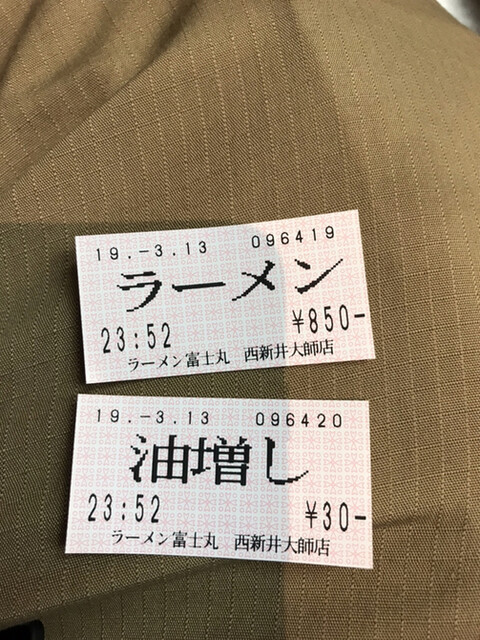 19.-3.13 096419
ラーメン
23:52 ¥850-
ラーメン富士丸 西新井大師店
19.-3.13 096420
油増し
23:52 ¥30-
ラーメン富士丸 西新井大師店